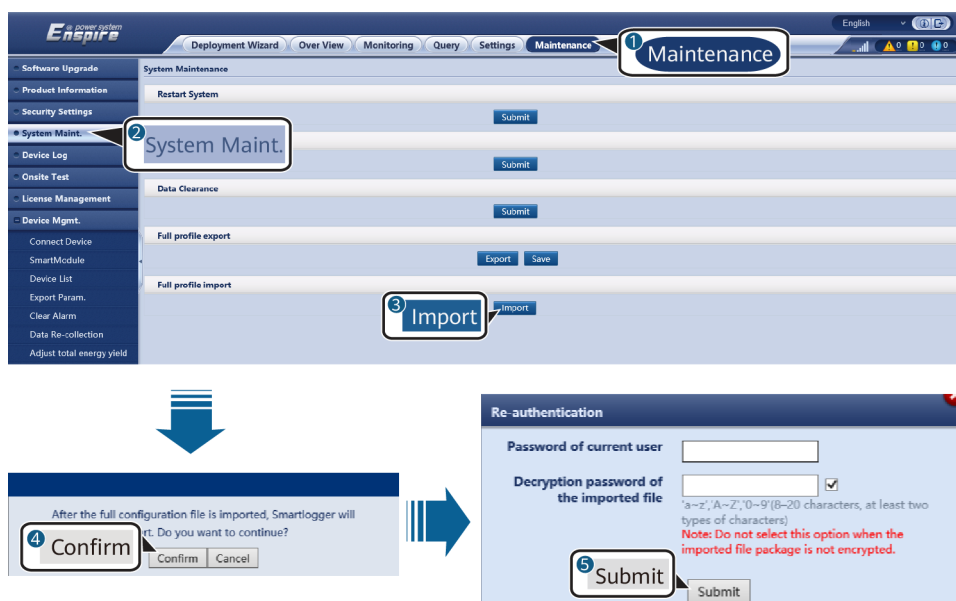 power system
Enspire
English
Deployment Wizard Over View Monitoring Query Settings Maintenance
1 Maintenance
0 0 0
Software Upgrade
Product Information
Security Settings
System Maint.
Device Log
Onsite Test
License Management
Device Mgmt.
Connect Device
SmartModule
Device List
Export Param.
Clear Alarm
Data Re-collection
Adjust total energy yield
System Maintenance
Restart System
Submit
2 System Maint.
Submit
Data Clearance
Submit
Full profile export
Export Save
Full profile import
3 Import
Import
After the full configuration file is imported, Smartlogger will
rt. Do you want to continue?
4 Confirm
Confirm Cancel
Re-authentication
Password of current user
Decryption password of
the imported file
'a~z','A~Z','0~9'(8–20 characters, at least two
types of characters)
Note: Do not select this option when the
imported file package is not encrypted.
5 Submit
Submit